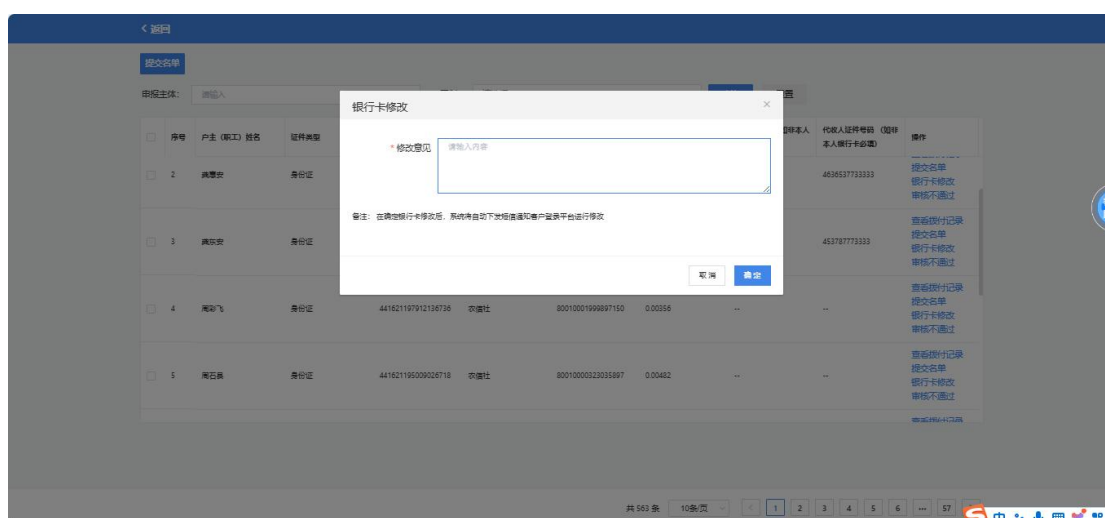 < 返回
提交名单
申报主体： 请输入
置
银行卡修改 ×
* 修改意见 请输入内容
备注： 在确定银行卡修改后，系统将自动下发短信通知客户登录平台进行修改
取消 确定
序号 户主（职工）姓名 证件类型 如非本人 代收人证件号码 （如非本人银行卡必填） 操作
2 身份证 4636537733333 提交名单
银行卡修改
审核不通过
3 身份证 453787773333 查看拨付记录
提交名单
银行卡修改
审核不通过
4 周彩飞 身份证 441621197912136736 农信社 80010001999897150 0.00356 -- -- 查看拨付记录
提交名单
银行卡修改
审核不通过
5 身份证 441621195009026718 农信社 80010000323035897 0.00482 -- -- 查看拨付记录
提交名单
银行卡修改
审核不通过
查看拨付记录
共 563 条 10条/页 < 1 2 3 4 5 6 ... 57
中